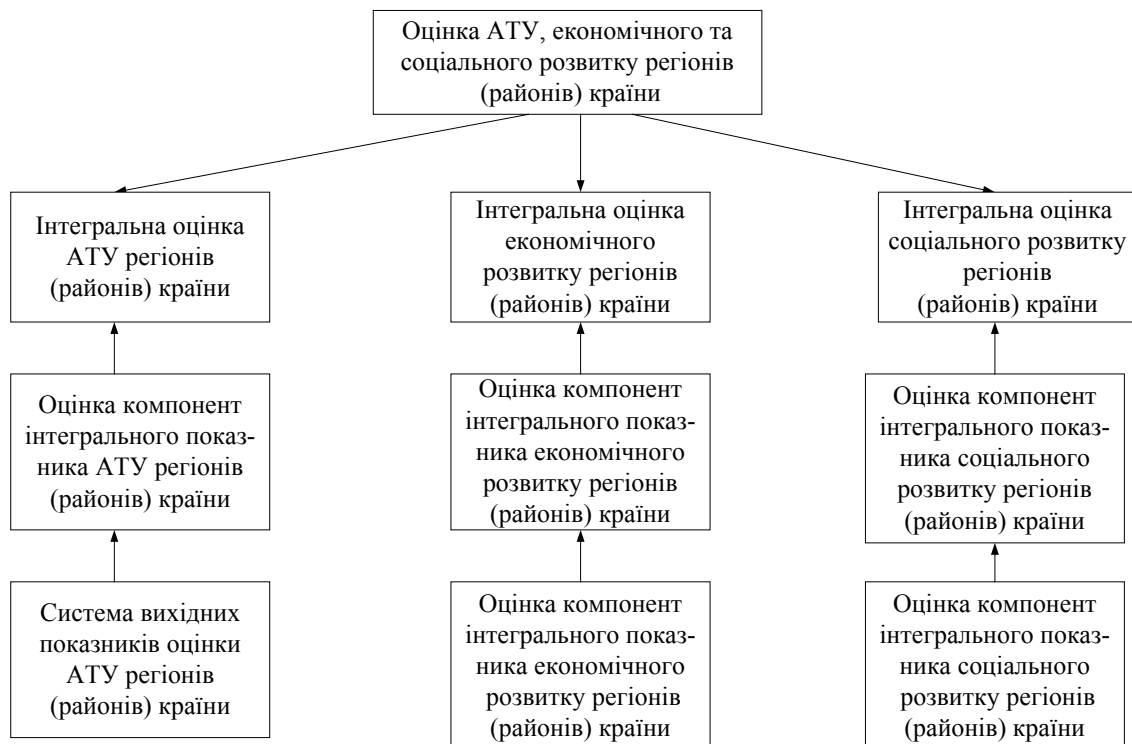 Оцінка АТУ, економічного та
соціального розвитку регіонів
(районів) країни
Інтегральна оцінка
АТУ регіонів
(районів) країни
Інтегральна оцінка
економічного
розвитку регіонів
(районів) країни
Інтегральна оцінка
соціального розвитку
регіонів
(районів) країни
Оцінка компонент
інтегрального показ-
ника АТУ регіонів
(районів) країни
Оцінка компонент
інтегрального показ-
ника економічного
розвитку регіонів
(районів) країни
Оцінка компонент
інтегрального показ-
ника соціального
розвитку регіонів
(районів) країни
Система вихідних
показників оцінки
АТУ регіонів
(районів) країни
Оцінка компонент
інтегрального показ-
ника економічного
розвитку регіонів
(районів) країни
Оцінка компонент
інтегрального показ-
ника соціального
розвитку регіонів
(районів) країни